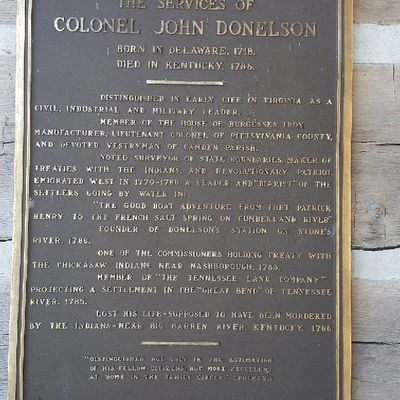 THE SERVICES OF
COLONEL JOHN DONELSON
BORN IN DELAWARE, 1718.
DIED IN KENTUCKY, 1786.
DISTINGUISHED IN EARLY LIFE IN VIRGINIA AS A
CIVIL, INDUSTRIAL AND MILITARY LEADER.
MEMBER OF THE HOUSE OF BURGESSES, IRON
MANUFACTURER, LIEUTENANT COLONEL OF PITTSYLVANIA COUNTY,
AND DEVOTED VESTRYMAN OF CAMDEN PARISH.
NOTED SURVEYOR OF STATE BOUNDARIES, MAKER OF
TREATIES WITH THE INDIANS, AND REVOLUTIONARY PATRIOT.
EMIGRATED WEST IN 1779-1780. A LEADER AND "DIARIST" OF THE
SETTLERS GOING BY WATER IN:
"THE GOOD BOAT ADVENTURE FROM FORT PATRICK
HENRY TO THE FRENCH SALT SPRING ON CUMBERLAND RIVER"
FOUNDER OF DONELSON'S STATION ON STONE'S
RIVER, 1780.
ONE OF THE COMMISSIONERS HOLDING TREATY WITH
THE CHICKASAW INDIANS NEAR NASHBOROUGH, 1783.
MEMBER OF "THE TENNESSEE LAND COMPANY"
PROJECTING A SETTLEMENT IN THE "GREAT BEND" OF TENNESSEE
RIVER, 1785.
LOST HIS LIFE-SUPPOSED TO HAVE BEEN MURDERED
BY THE INDIANS-NEAR BIG BARREN RIVER, KENTUCKY, 1786.
"DISTINGUISHED NOT ONLY IN THE ESTIMATION
OF HIS FELLOW CITIZENS BUT MORE EXCELLENT
AT HOME IN THE FAMILY CIRCLE"